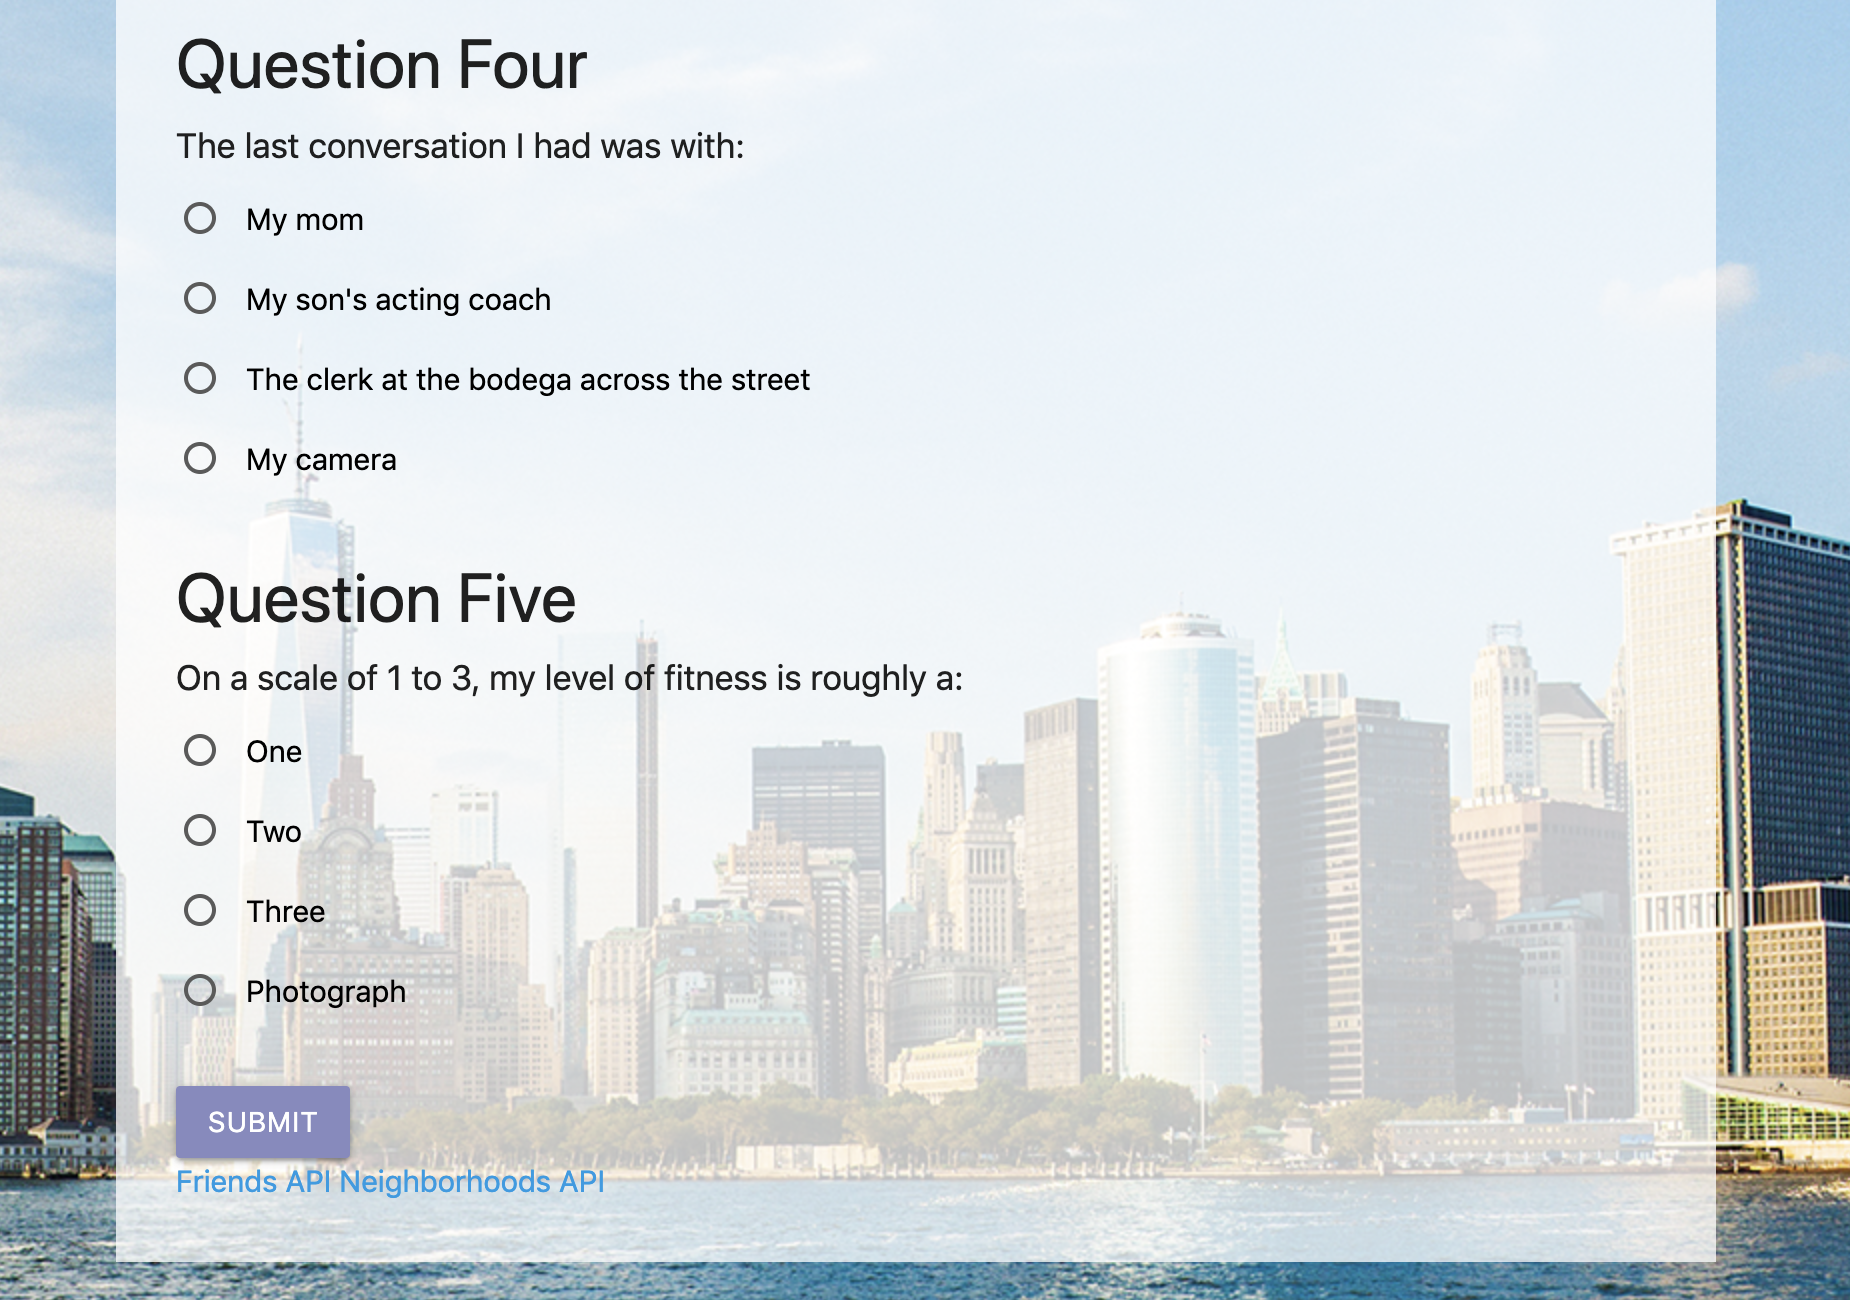 Question Four
The last conversation I had was with:
My mom
My son's acting coach
The clerk at the bodega across the street
My camera
Question Five
On a scale of 1 to 3, my level of fitness is roughly a:
One
Two
Three
Photograph
SUBMIT
Friends API Neighborhoods API